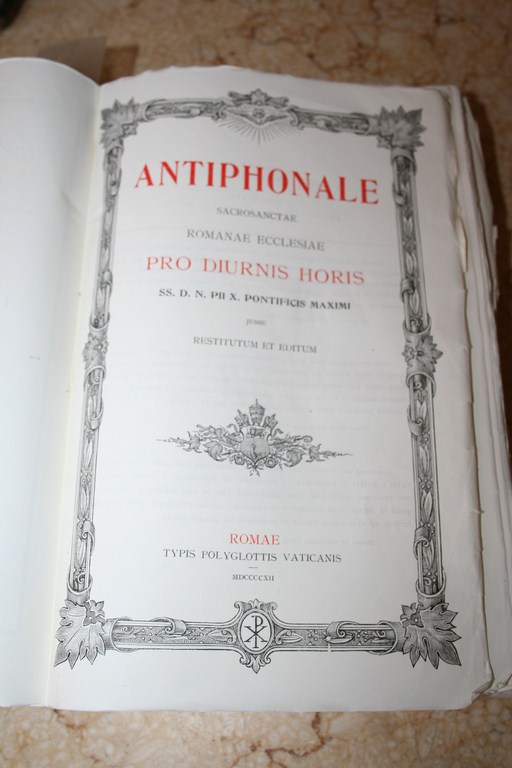 ANTIPHONALE
SACROSANCTAE
ROMANAE ECCLESIAE
PRO DIURNIS HORIS
SS. D. N. PII X. PONTIFICIS MAXIMI
JUSSU
RESTITUTUM ET EDITUM
ROMAE
TYPIS POLYGLOTTIS VATICANIS
MDCCCCXII